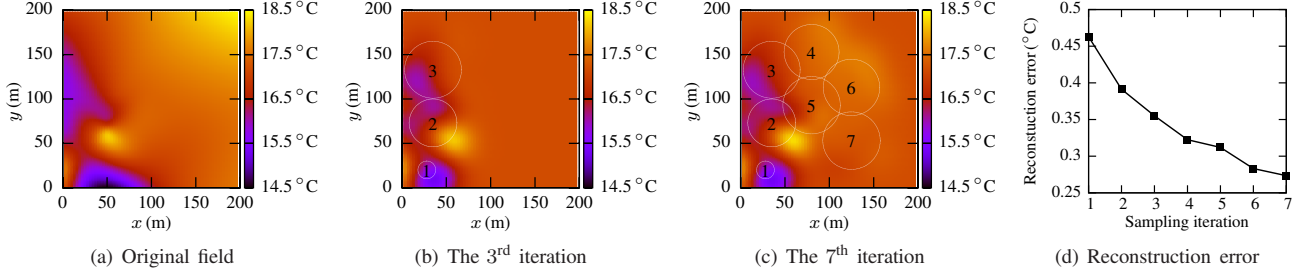 200
150
100
50
0
y (m)
0 50 100 150 200
x (m)
18.5 °C
17.5 °C
16.5 °C
15.5 °C
14.5 °C
(a) Original field
200
150
100
50
0
y (m)
3
2
1
0 50 100 150 200
x (m)
18.5 °C
17.5 °C
16.5 °C
15.5 °C
14.5 °C
(b) The 3rd iteration
200
150
100
50
0
y (m)
4
3
6
5
2
7
1
0 50 100 150 200
x (m)
18.5 °C
17.5 °C
16.5 °C
15.5 °C
14.5 °C
(c) The 7th iteration
0.5
0.45
0.4
0.35
0.3
0.25
Reconstuction error (°C)
1 2 3 4 5 6 7
Sampling iteration
(d) Reconstruction error